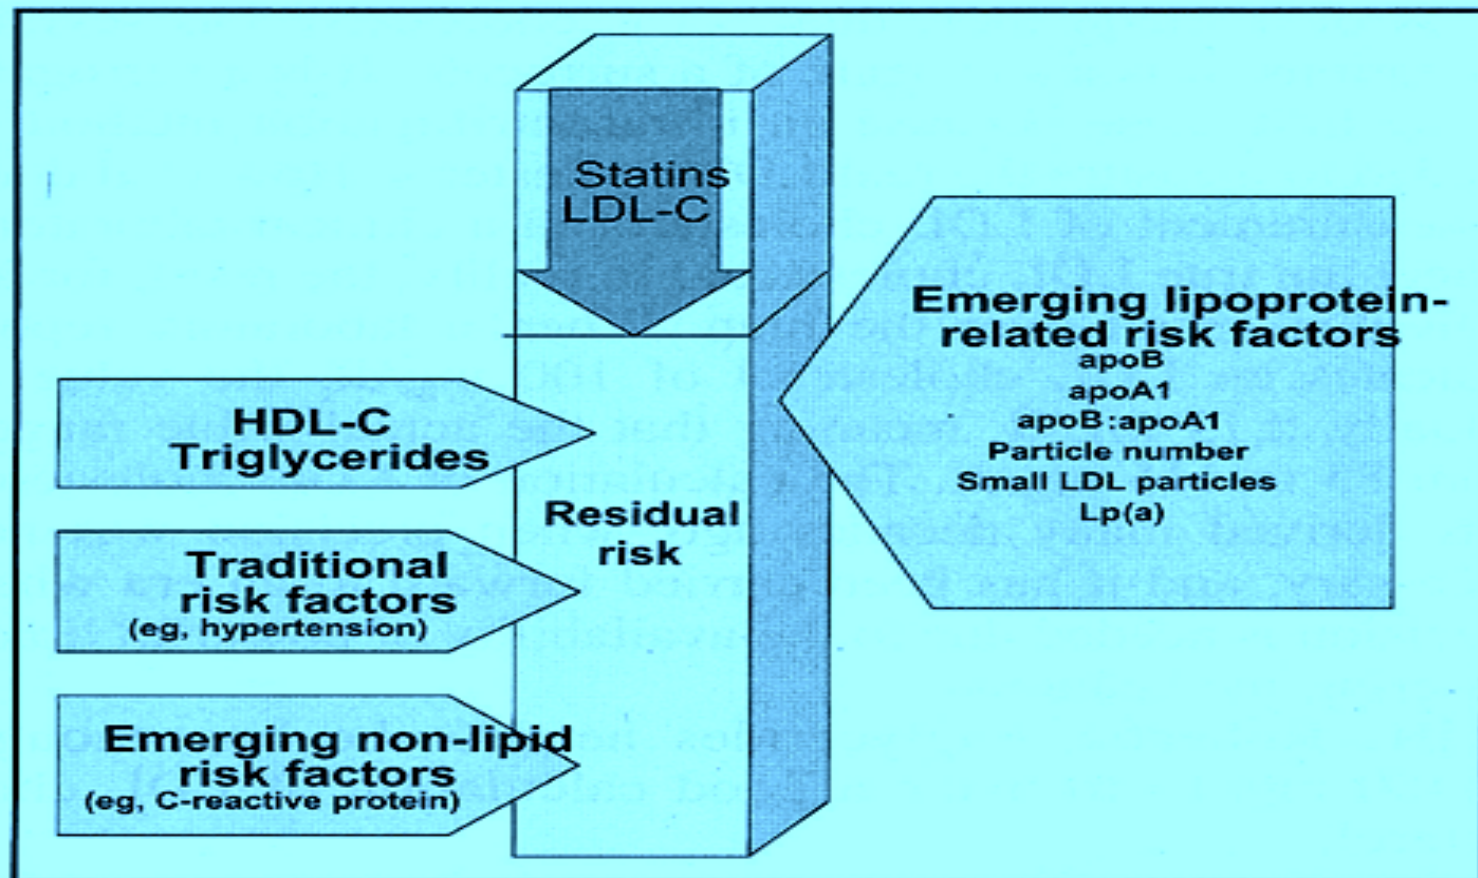 Statins
LDL-C
HDL-C
Triglycerides
Traditional
risk factors
(eg, hypertension)
Emerging non-lipid
risk factors
(eg, C-reactive protein)
Residual
risk
Emerging lipoprotein-
related risk factors
apoB
apoA1
apoB:apoA1
Particle number
Small LDL particles
Lp(a)